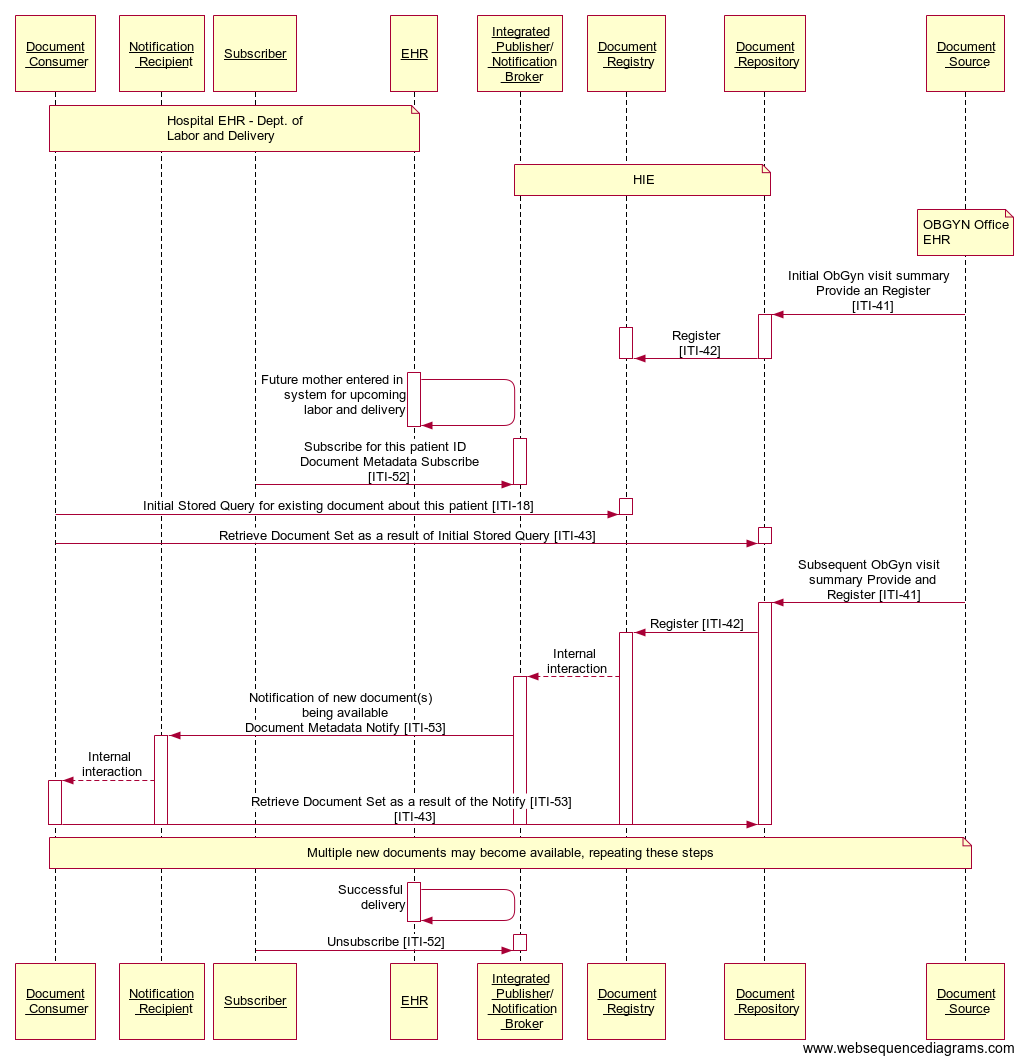 Document
Consumer
Notification
Recipient
Subscriber
EHR
Integrated
Publisher/
Notification
Broker
Document
Registry
Document
Repository
Document
Source
Hospital EHR - Dept. of
Labor and Delivery
HIE
OBGYN Office
EHR
Initial ObGyn visit summary
Provide an Register
[ITI-41]
Register
[ITI-42]
Future mother entered in
system for upcoming
labor and delivery
Subscribe for this patient ID
Document Metadata Subscribe
[ITI-52]
Initial Stored Query for existing document about this patient [ITI-18]
Retrieve Document Set as a result of Initial Stored Query [ITI-43]
Subsequent ObGyn visit
summary Provide and
Register [ITI-41]
Register [ITI-42]
Internal
interaction
Notification of new document(s)
being available
Document Metadata Notify [ITI-53]
Internal
interaction
Retrieve Document Set as a result of the Notify [ITI-53]
[ITI-43]
Multiple new documents may become available, repeating these steps
Successful
delivery
Unsubscribe [ITI-52]
Document
Consumer
Notification
Recipient
Subscriber
EHR
Integrated
Publisher/
Notification
Broker
Document
Registry
Document
Repository
Document
Source
www.websequencediagrams.com